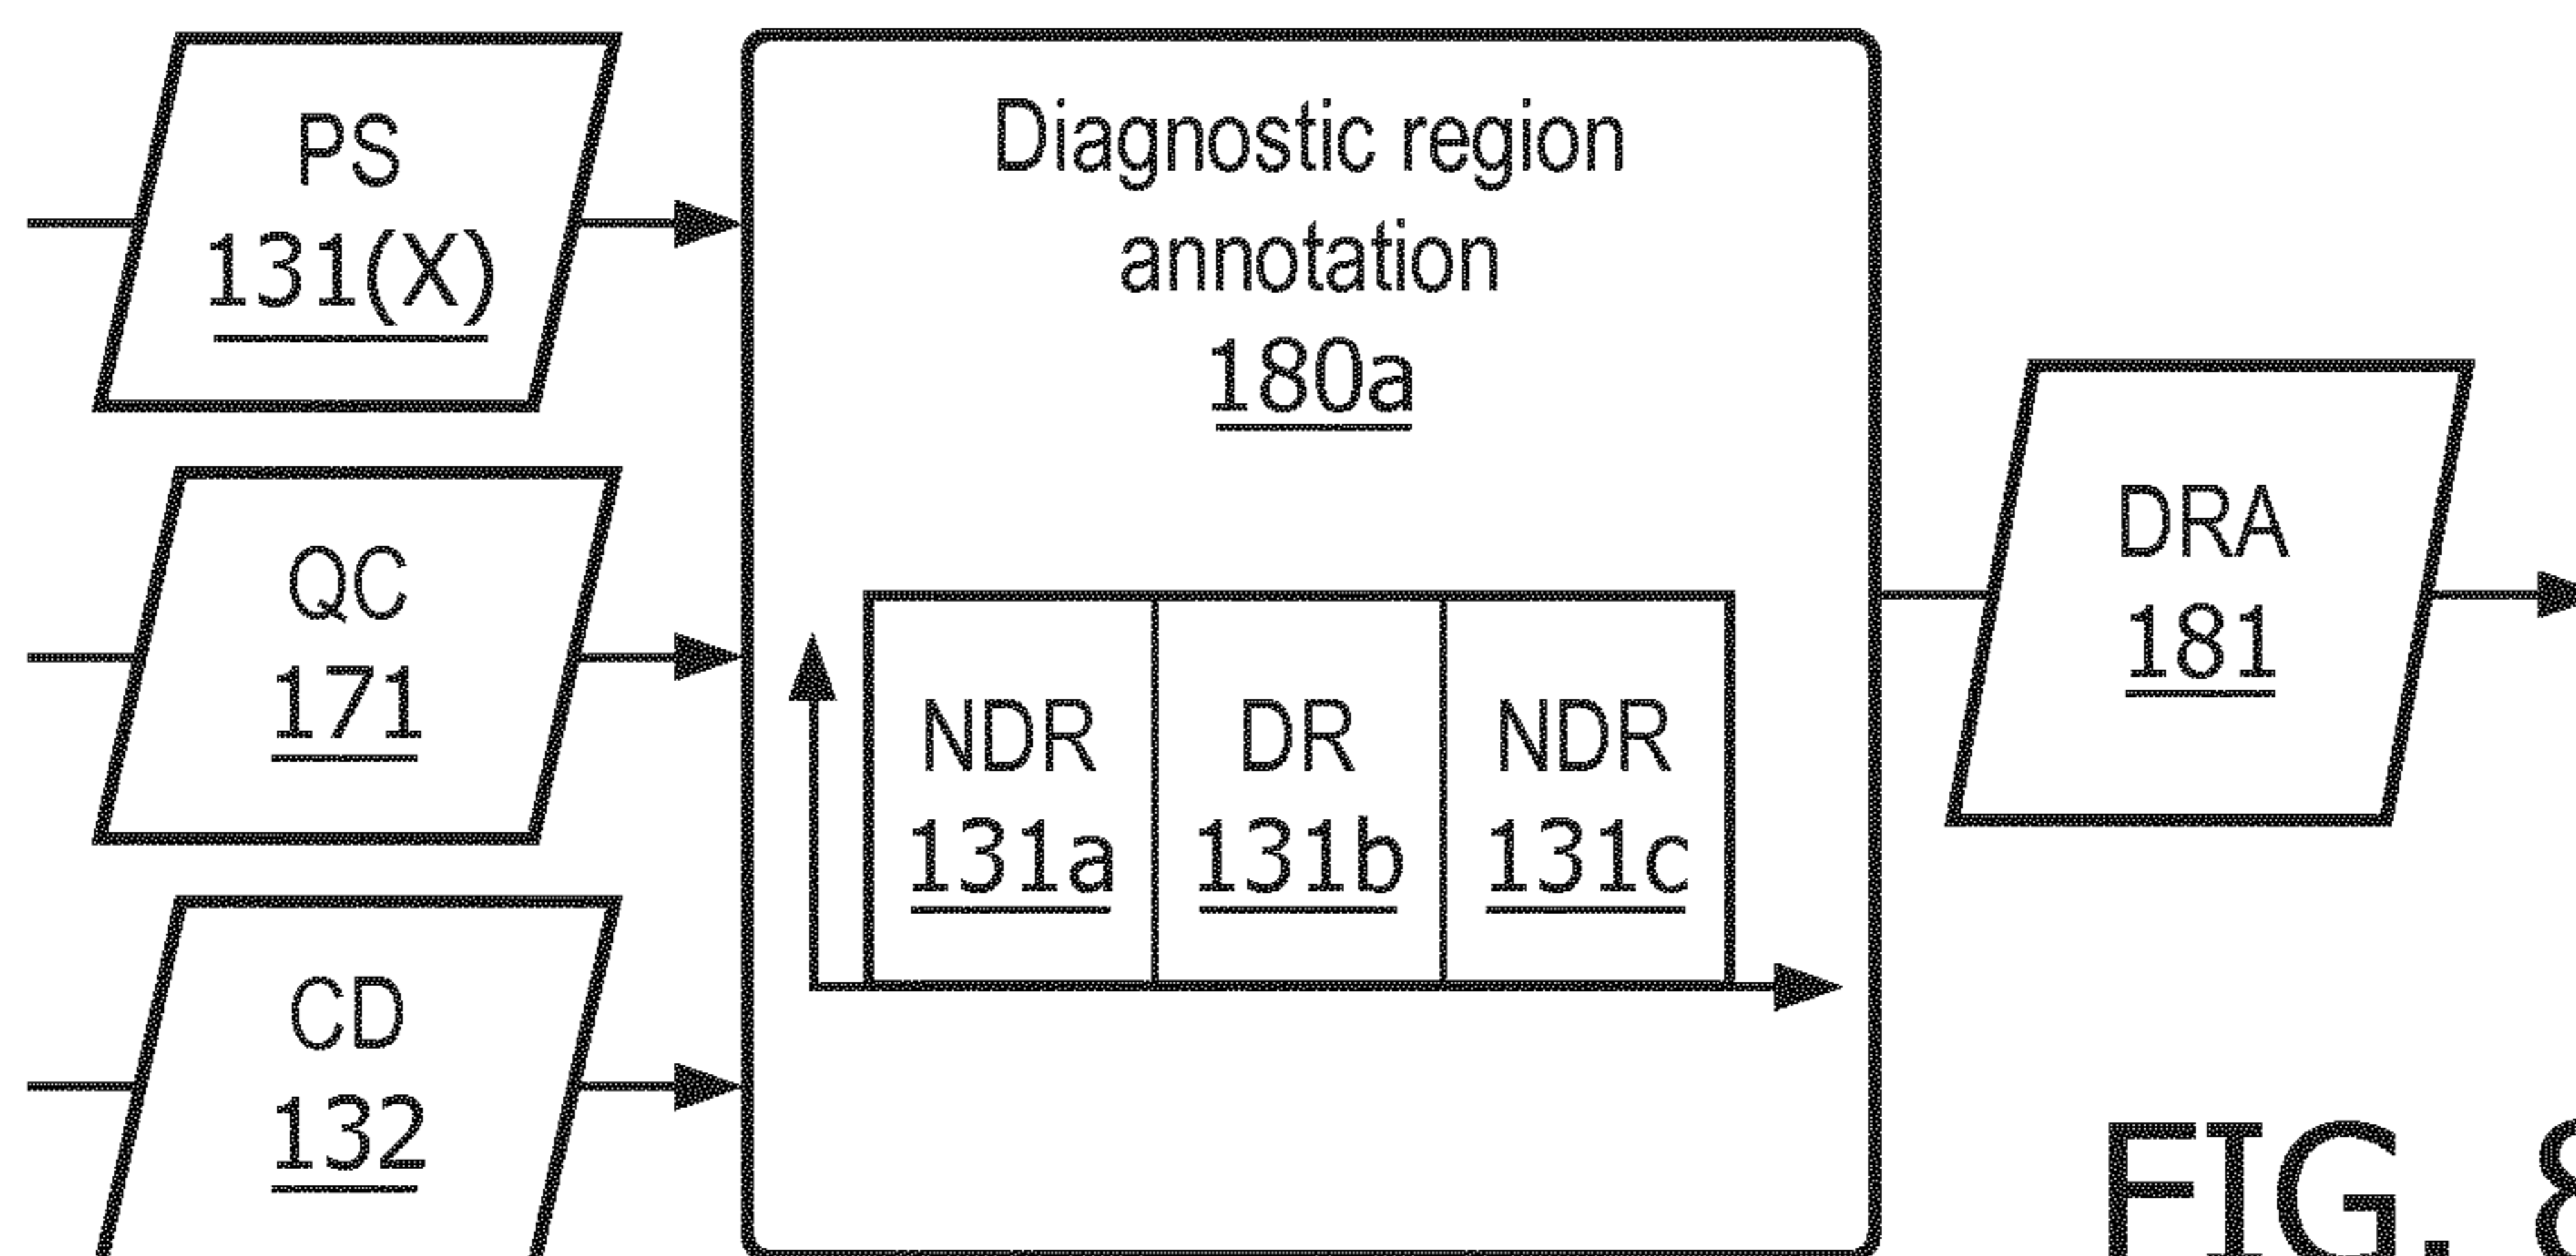 PS
131(X)
QC
171
CD
132
Diagnostic region
annotation
180a
NDR
131a
DR
131b
NDR
131c
DRA
181
FIG. 8